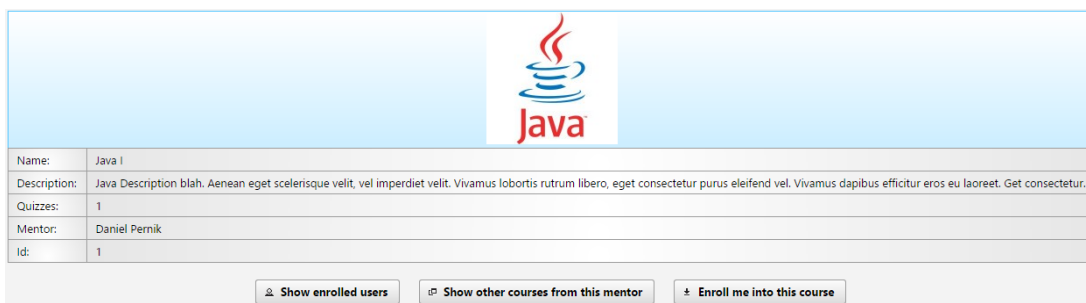 Java
Name: Java I
Description: Java Description blah. Aenean eget scelerisque velit, vel imperdiet velit. Vivamus lobortis rutrum libero, eget consectetur purus eleifend vel. Vivamus dapibus efficitur eros eu laoreet. Get consectetur.
Quizzes: 1
Mentor: Daniel Pernik
Id: 1
Show enrolled users Show other courses from this mentor Enroll me into this course